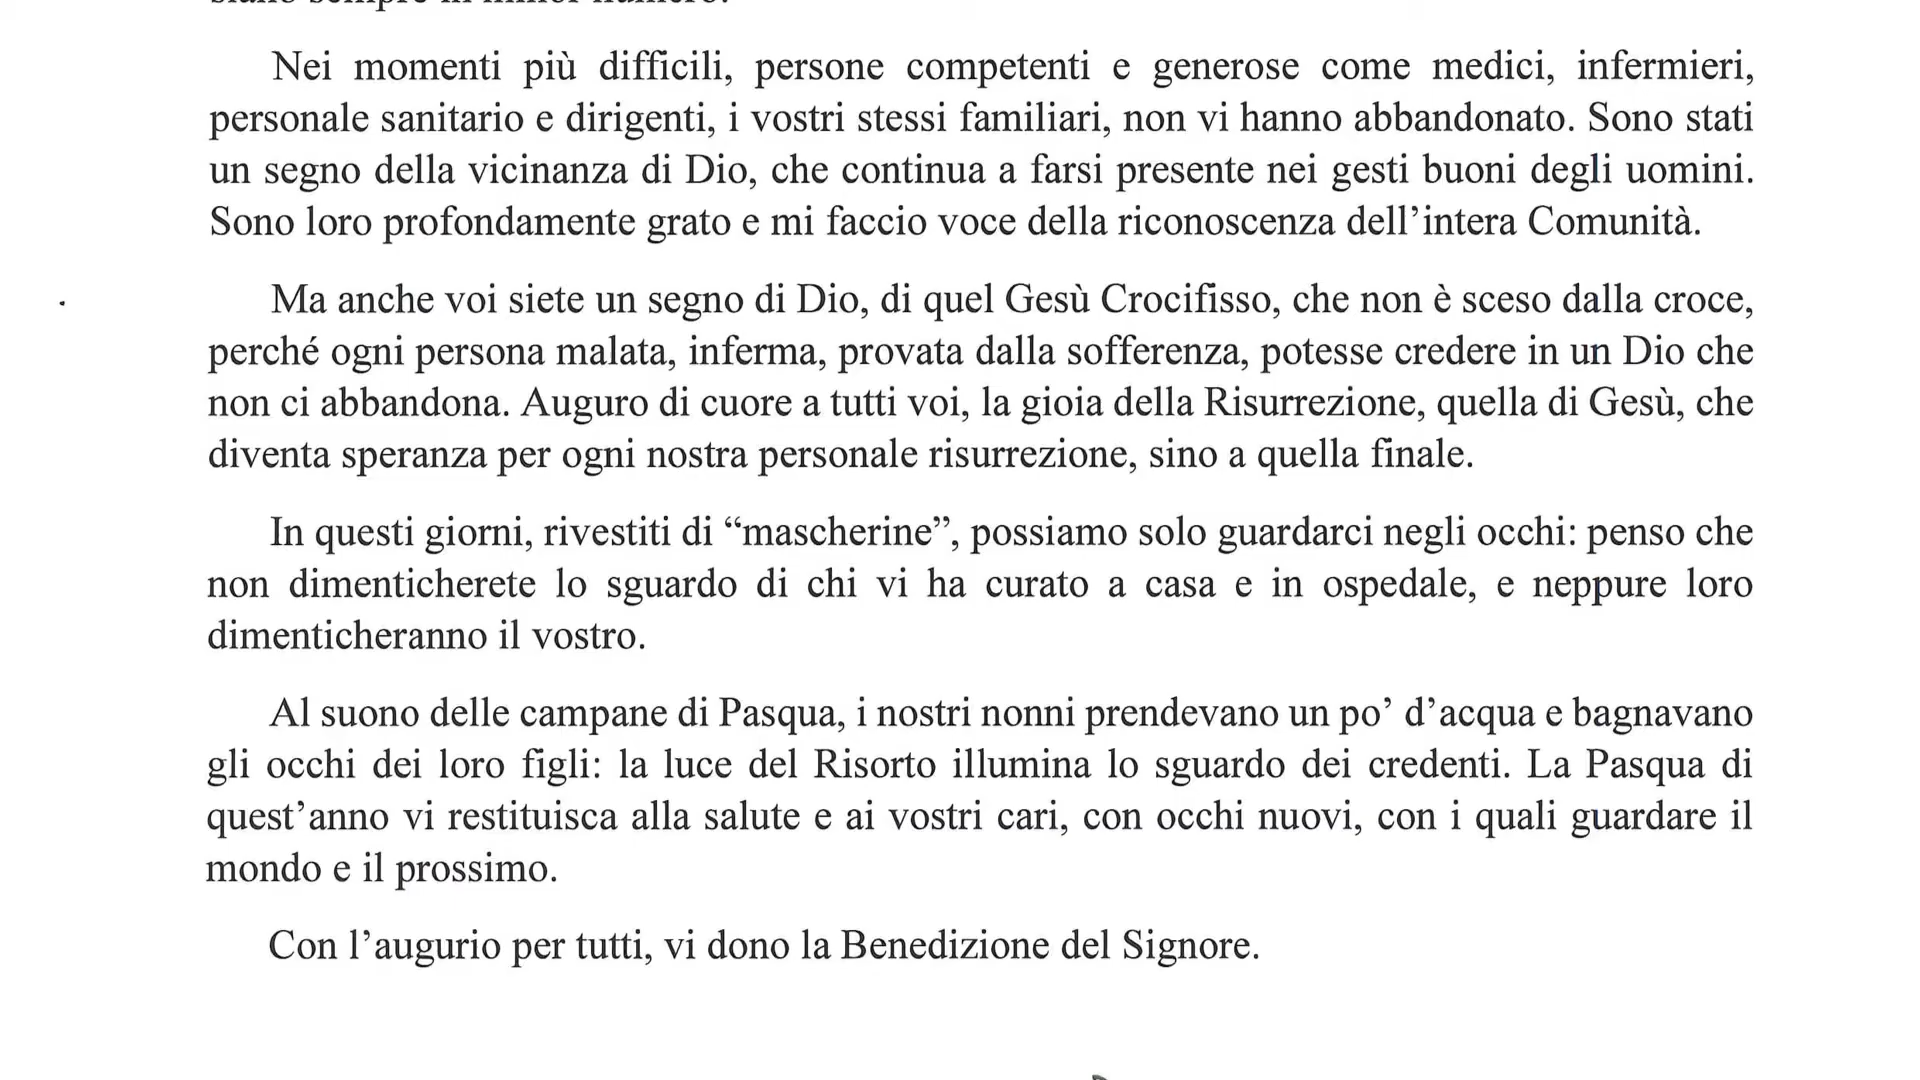 siano sempre in minor numero.
Nei momenti più difficili, persone competenti e generose come medici, infermieri,
personale sanitario e dirigenti, i vostri stessi familiari, non vi hanno abbandonato. Sono stati
un segno della vicinanza di Dio, che continua a farsi presente nei gesti buoni degli uomini.
Sono loro profondamente grato e mi faccio voce della riconoscenza dell’intera Comunità.
Ma anche voi siete un segno di Dio, di quel Gesù Crocifisso, che non è sceso dalla croce,
perché ogni persona malata, inferma, provata dalla sofferenza, potesse credere in un Dio che
non ci abbandona. Auguro di cuore a tutti voi, la gioia della Risurrezione, quella di Gesù, che
diventa speranza per ogni nostra personale risurrezione, sino a quella finale.
In questi giorni, rivestiti di “mascherine”, possiamo solo guardarci negli occhi: penso che
non dimenticherete lo sguardo di chi vi ha curato a casa e in ospedale, e neppure loro
dimenticheranno il vostro.
Al suono delle campane di Pasqua, i nostri nonni prendevano un po’ d’acqua e bagnavano
gli occhi dei loro figli: la luce del Risorto illumina lo sguardo dei credenti. La Pasqua di
quest’anno vi restituisca alla salute e ai vostri cari, con occhi nuovi, con i quali guardare il
mondo e il prossimo.
Con l’augurio per tutti, vi dono la Benedizione del Signore.